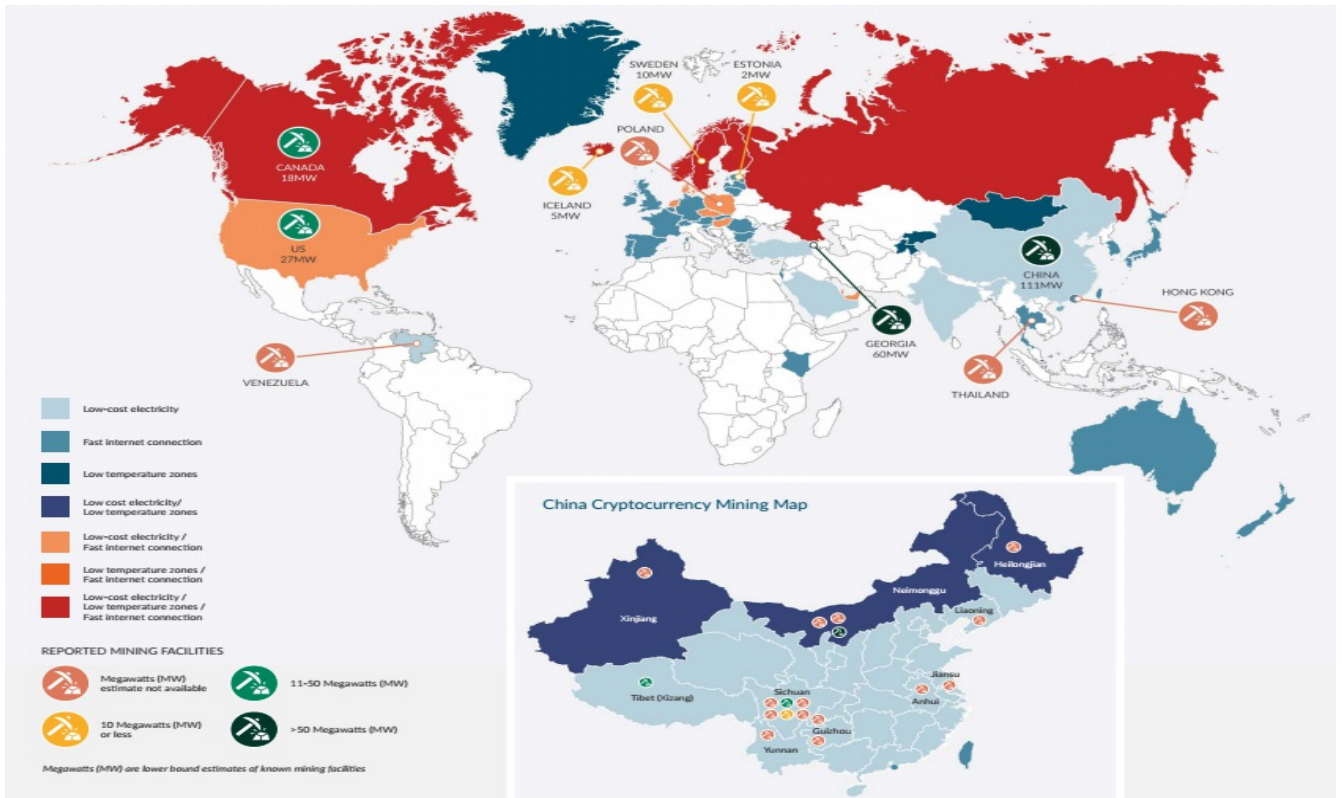 SWEDEN
10MW
ESTONIA
2MW
POLAND
CANADA
18MW
ICELAND
5MW
US
27MW
CHINA
111MW
HONG KONG
GEORGIA
60MW
VENEZUELA
THAILAND
Low-cost electricity
Fast internet connection
Low temperature zones
Low cost electricity/
Low temperature zones
Low-cost electricity /
Fast internet connection
Low temperature zones /
Fast internet connection
Low-cost electricity /
Low temperature zones /
Fast internet connection
REPORTED MINING FACILITIES
Megawatts (MW)
estimate not available
11-50 Megawatts (MW)
10 Megawatts (MW)
or less
>50 Megawatts (MW)
Megawatts (MW) are lower bound estimates of known mining facilities
China Cryptocurrency Mining Map
Heilongjian
Neimonggu
Xinjiang
Liaoning
Jiansu
Tibet (Xizang)
Sichuan
Anhui
Guizhou
Yunnan